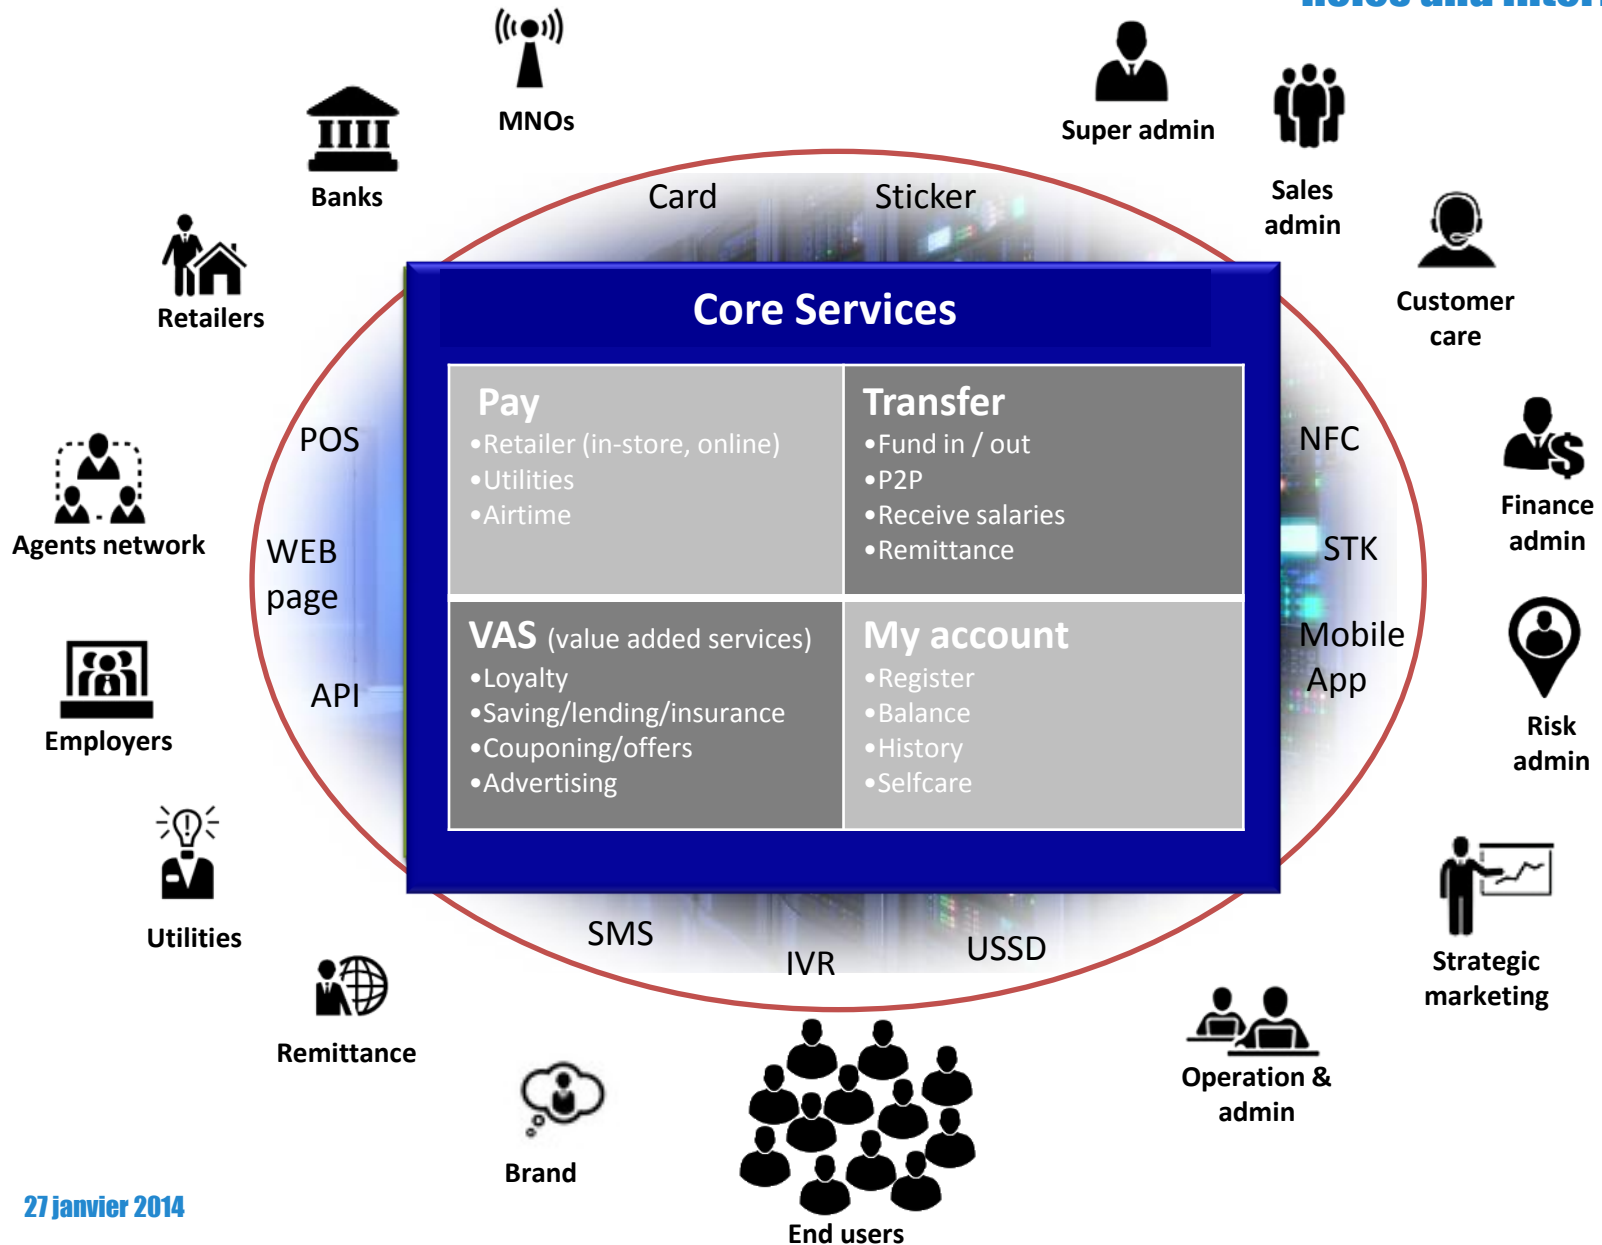 MNOs
Super admin
Banks
Sales
admin
Card
Sticker
Retailers
Customer
care
Core Services
Pay
•Retailer (in-store, online)
•Utilities
•Airtime
Transfer
•Fund in / out
•P2P
•Receive salaries
•Remittance
VAS (value added services)
•Loyalty
•Saving/lending/insurance
•Couponing/offers
•Advertising
My account
•Register
•Balance
•History
•Selfcare
POS
WEB
page
API
NFC
STK
Mobile
App
Agents network
Finance
admin
Employers
Risk
admin
Utilities
SMS
IVR
USSD
Strategic
marketing
Remittance
Operation &
admin
Brand
End users
27 janvier 2014